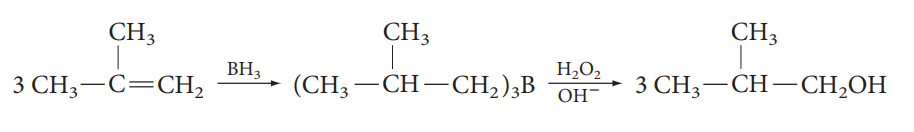 CH₃ CH₃ CH₃
3 CH₃—C=CH₂ BH₃ (CH₃—CH—CH₂)₃B H₂O₂ 3 CH₃—CH—CH₂OH
OH⁻